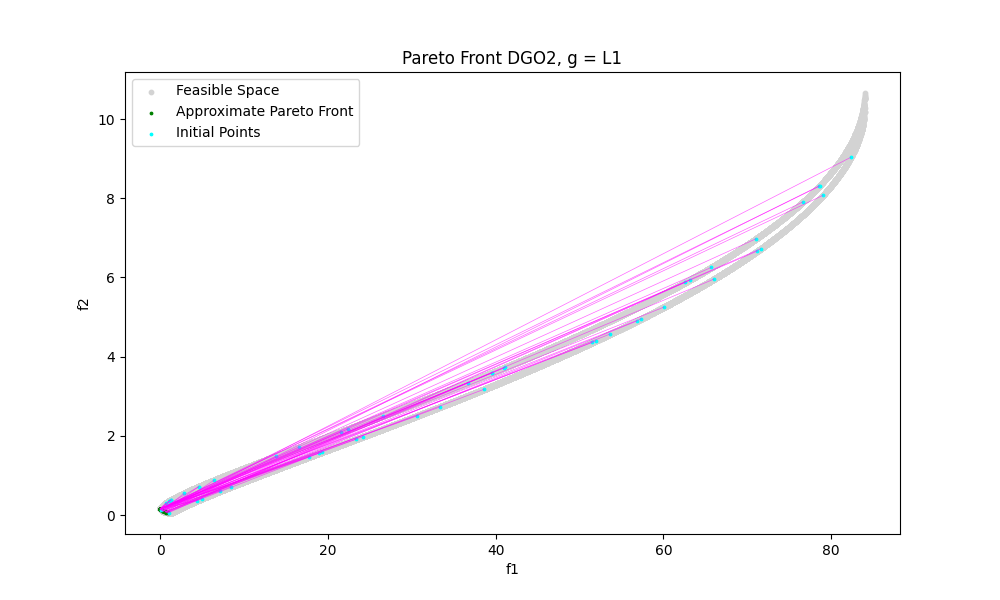 Pareto Front DGO2, g = L1
Feasible Space
Approximate Pareto Front
Initial Points
10
8
6
4
2
0
f2
0 20 40 60 80
f1